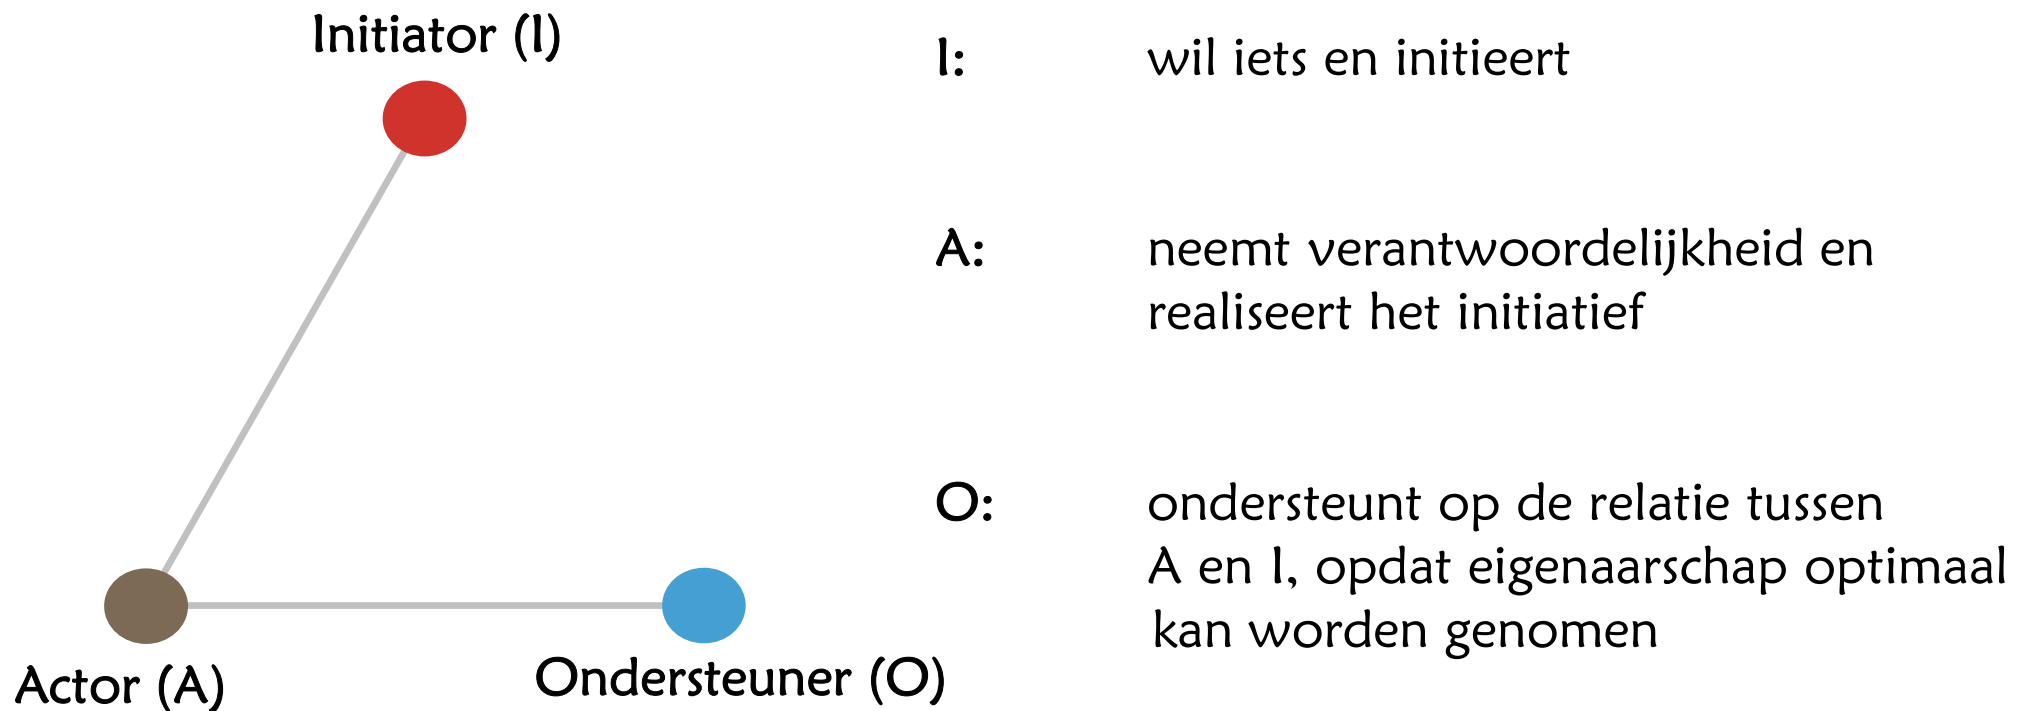 Initiator (I)
Actor (A)
Ondersteuner (O)
I: wil iets en initieert
A: neemt verantwoordelijkheid en
realiseert het initiatief
O: ondersteunt op de relatie tussen
A en I, opdat eigenaarschap optimaal
kan worden genomen